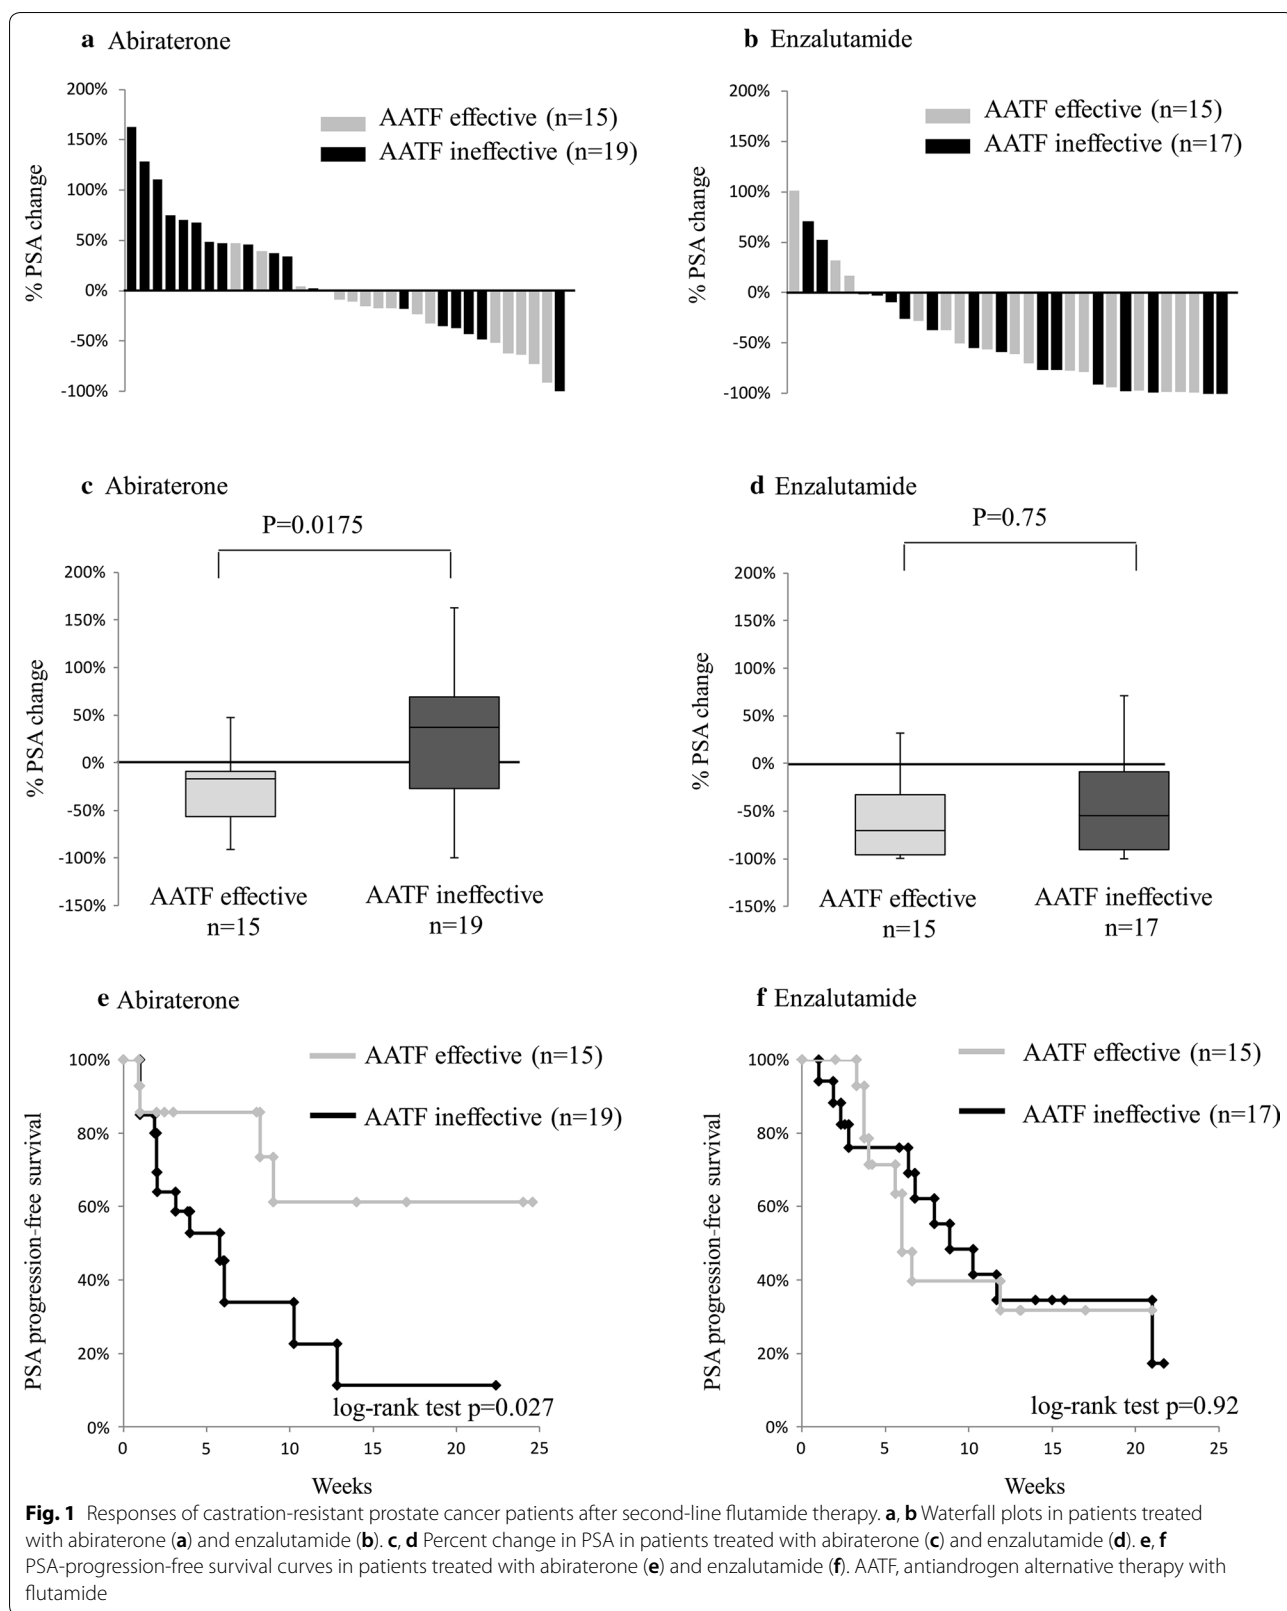 a Abiraterone
200%
150%
100%
50%
0%
-50%
-100%
% PSA change
AATF effective (n=15)
AATF ineffective (n=19)
b Enzalutamide
200%
150%
100%
50%
0%
-50%
-100%
% PSA change
AATF effective (n=15)
AATF ineffective (n=17)
c Abiraterone
P=0.0175
200%
150%
100%
50%
0%
-50%
-100%
-150%
% PSA change
AATF effective
n=15
AATF ineffective
n=19
d Enzalutamide
P=0.75
200%
150%
100%
50%
0%
-50%
-100%
-150%
% PSA change
AATF effective
n=15
AATF ineffective
n=17
e Abiraterone
AATF effective (n=15)
AATF ineffective (n=19)
100%
80%
60%
40%
20%
0%
PSA progression-free survival
log-rank test p=0.027
0 5 10 15 20 25
Weeks
f Enzalutamide
AATF effective (n=15)
AATF ineffective (n=17)
100%
80%
60%
40%
20%
0%
PSA progression-free survival
log-rank test p=0.92
0 5 10 15 20 25
Weeks
Fig. 1 Responses of castration-resistant prostate cancer patients after second-line flutamide therapy. a, b Waterfall plots in patients treated
with abiraterone (a) and enzalutamide (b). c, d Percent change in PSA in patients treated with abiraterone (c) and enzalutamide (d). e, f
PSA-progression-free survival curves in patients treated with abiraterone (e) and enzalutamide (f). AATF, antiandrogen alternative therapy with
flutamide